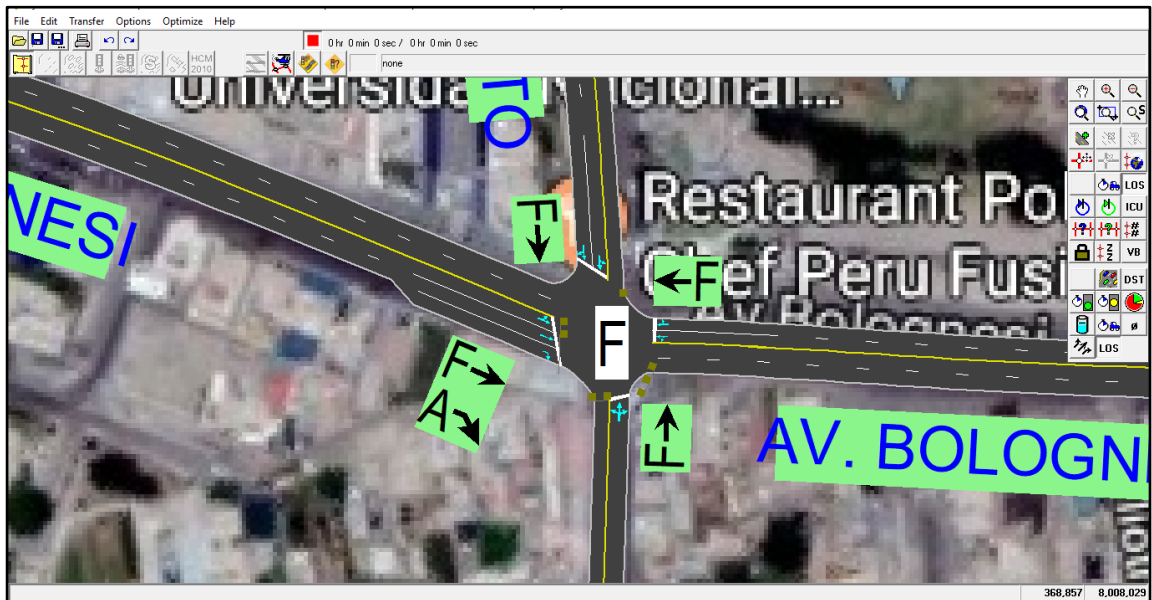 File Edit Transfer Options Optimize Help
0 hr 0 min 0 sec / 0 hr 0 min 0 sec
HCM
2010
none
TO
Restaurant Po
Chef Peru Fusi
Av Bolognesi
NESI
F
F
F
F
A
F
AV. BOLOGN
LOS
ICU
VB
DST
ø
LOS
368,857 8,008,029